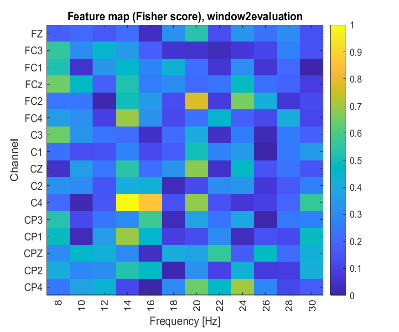 Feature map (Fisher score), window2evaluation
FZ
FC3
FC1
FCz
FC2
FC4
C3
C1
CZ
C2
C4
CP3
CP1
CPZ
CP2
CP4
Channel
8 10 12 14 16 18 20 22 24 26 28 30
Frequency [Hz]
1
0.9
0.8
0.7
0.6
0.5
0.4
0.3
0.2
0.1
0